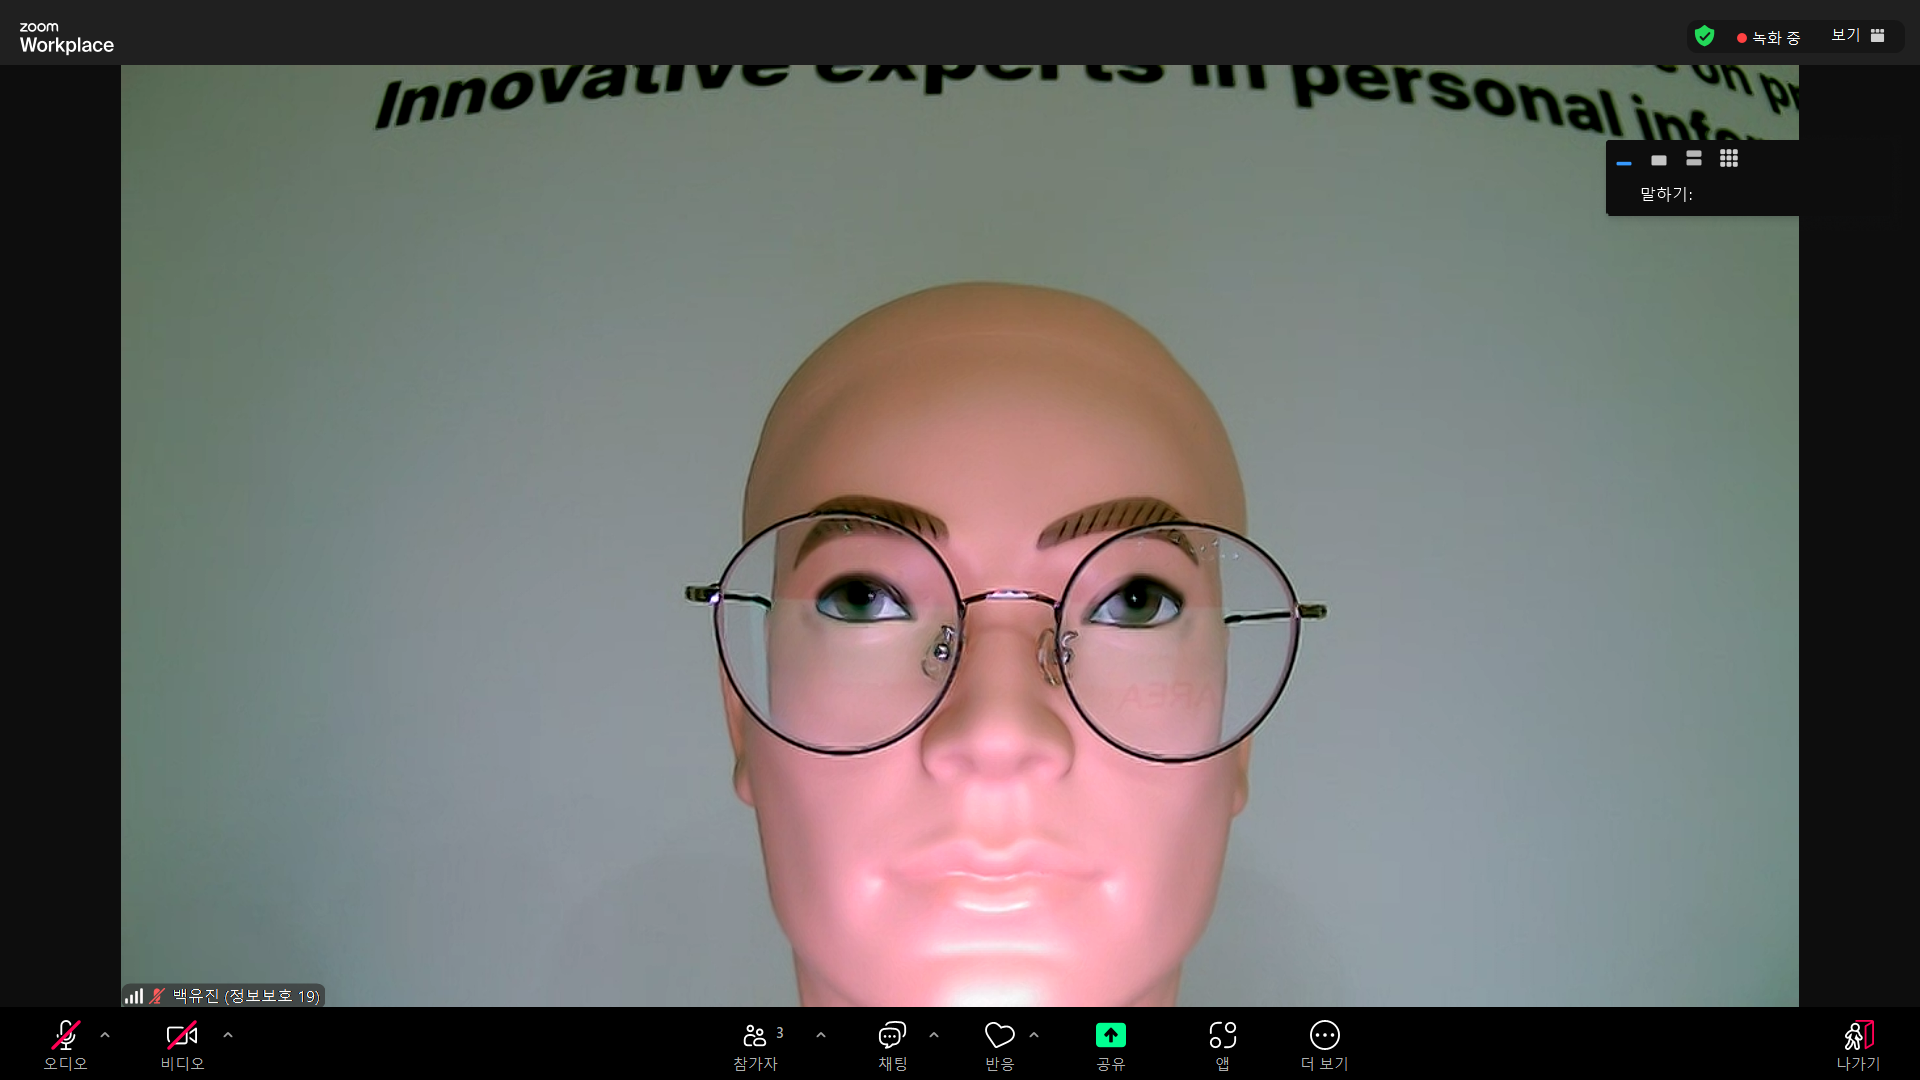 zoom
Workplace
녹화 중
보기
Innovative experts in personal
on
말하기:
AREA
백유진 (정보보호 19)
오디오
비디오
참가자
3
채팅
반응
공유
앱
더 보기
나가기